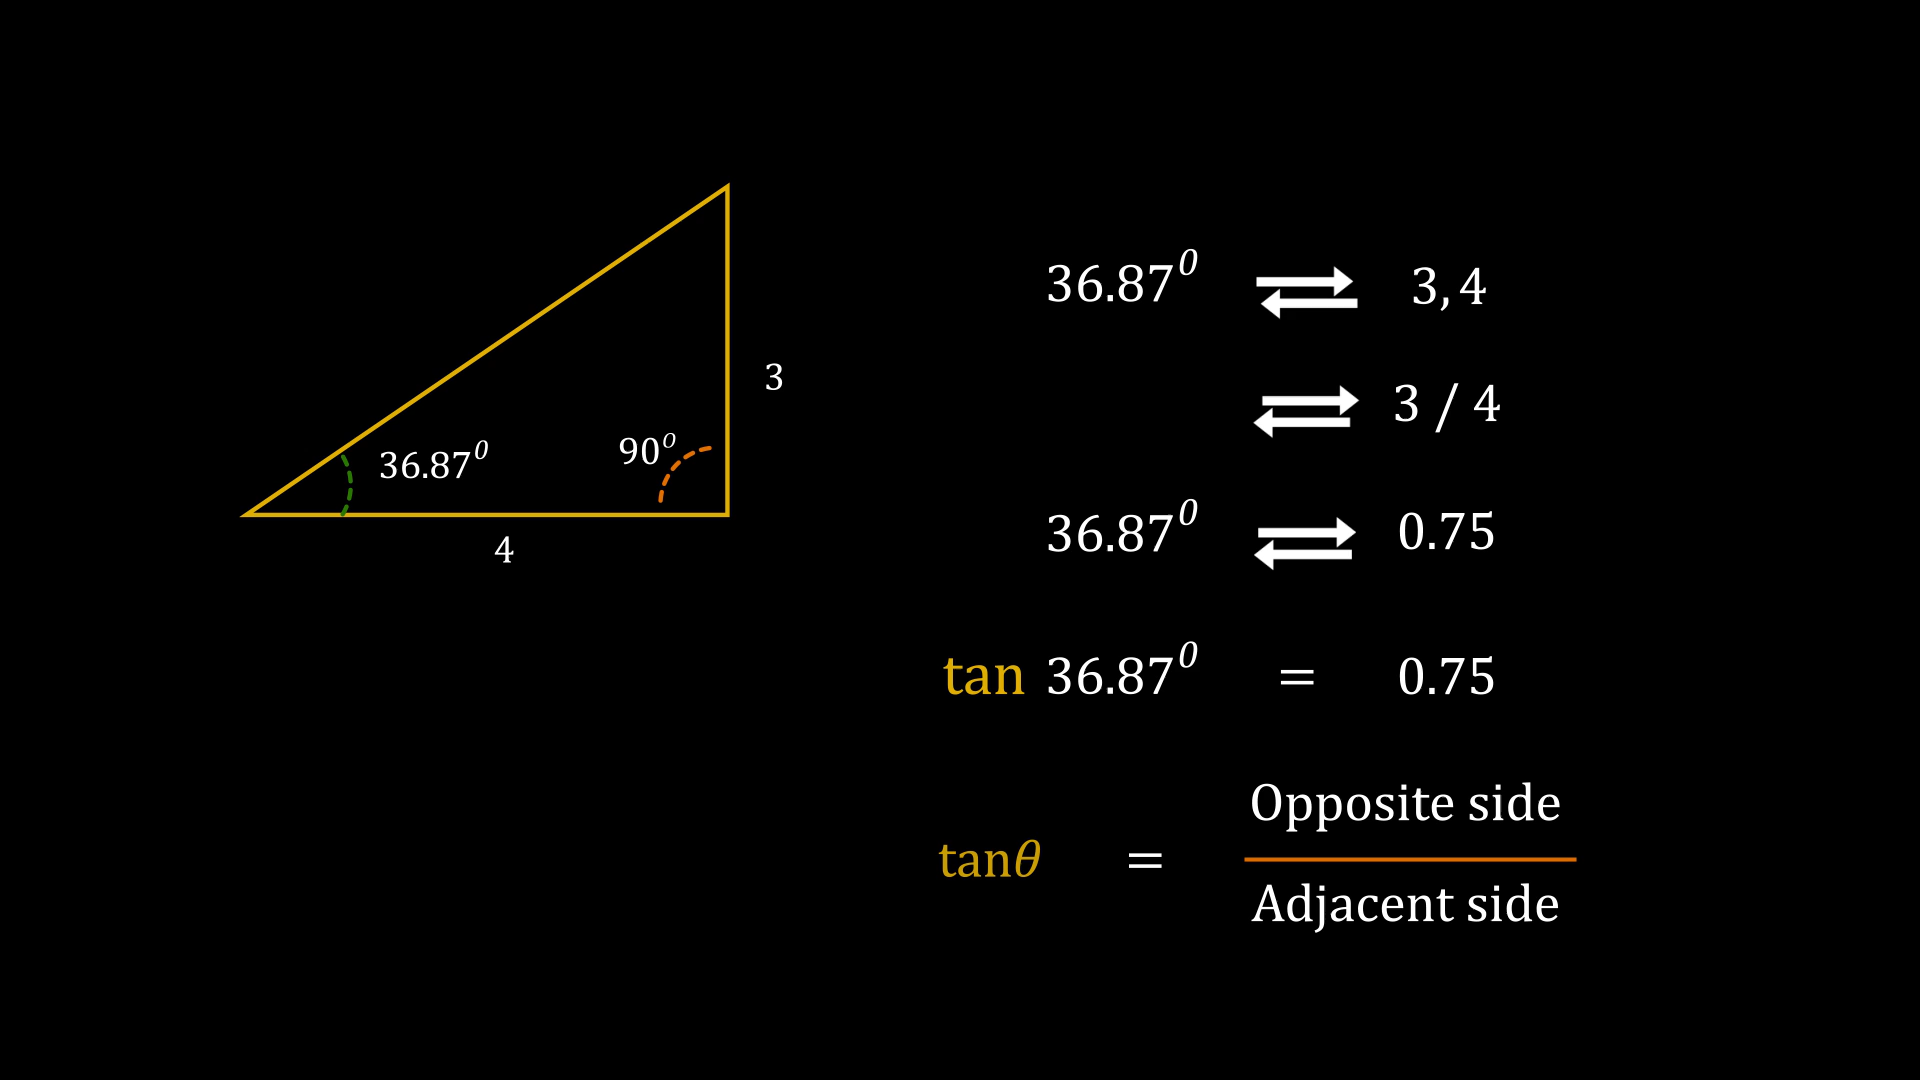 3
36.87⁰
90⁰
4
36.87⁰ ⇄ 3, 4
⇄ 3 / 4
36.87⁰ ⇄ 0.75
tan 36.87⁰ = 0.75
Opposite side
tanθ =
Adjacent side